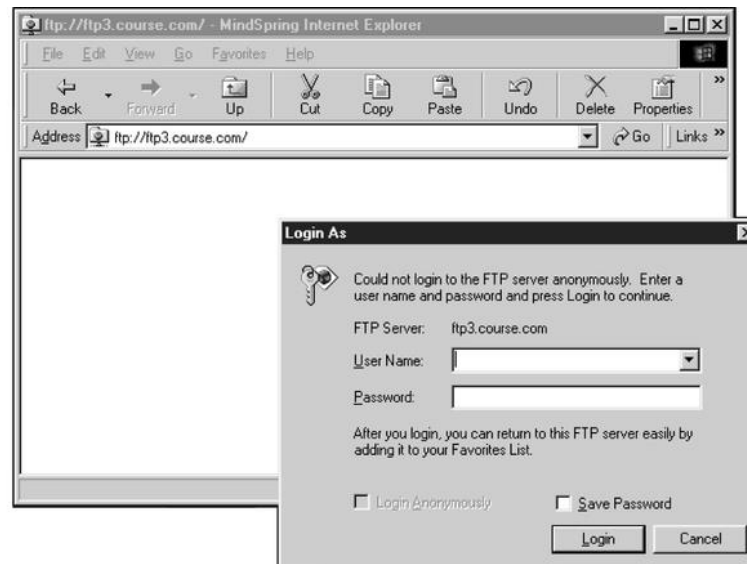 ftp://ftp3.course.com/ - MindSpring Internet Explorer
File Edit View Go Favorites Help
Back Forward Up Cut Copy Paste Undo Delete Properties »
Address ftp://ftp3.course.com/ Go Links »
Login As
Could not login to the FTP server anonymously. Enter a
user name and password and press Login to continue.
FTP Server: ftp3.course.com
User Name:
Password:
After you login, you can return to this FTP server easily by
adding it to your Favorites List.
Login Anonymously Save Password
Login Cancel